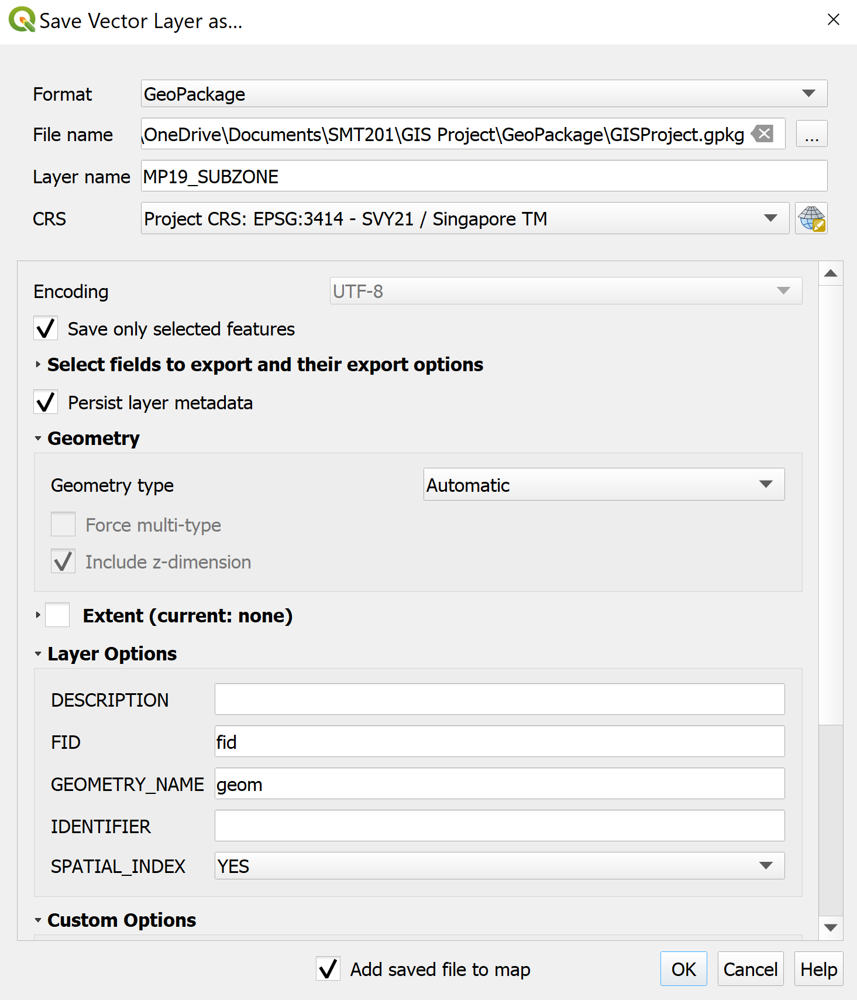 Save Vector Layer as...
Format GeoPackage
File name \OneDrive\Documents\SMT201\GIS Project\GeoPackage\GISProject.gpkg ...
Layer name MP19_SUBZONE
CRS Project CRS: EPSG:3414 - SVY21 / Singapore TM
Encoding UTF-8
Save only selected features
Select fields to export and their export options
Persist layer metadata
Geometry
Geometry type Automatic
Force multi-type
Include z-dimension
Extent (current: none)
Layer Options
DESCRIPTION
FID fid
GEOMETRY_NAME geom
IDENTIFIER
SPATIAL_INDEX YES
Custom Options
Add saved file to map OK Cancel Help